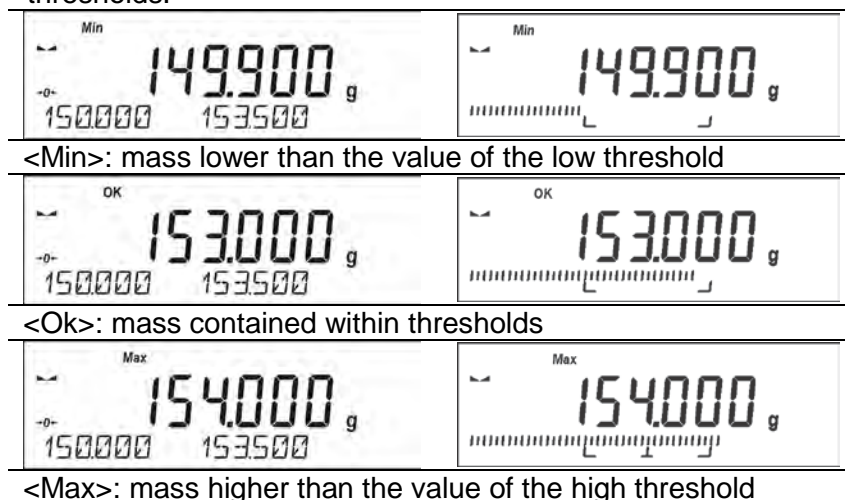 thresholds.
Min Min
149.900 g 149.900 g
-0-
150.000 153.500
<Min>: mass lower than the value of the low threshold
OK OK
153.000 g 153.000 g
-0-
150.000 153.500
<Ok>: mass contained within thresholds
Max Max
154.000 g 154.000 g
-0-
150.000 153.500
<Max>: mass higher than the value of the high threshold